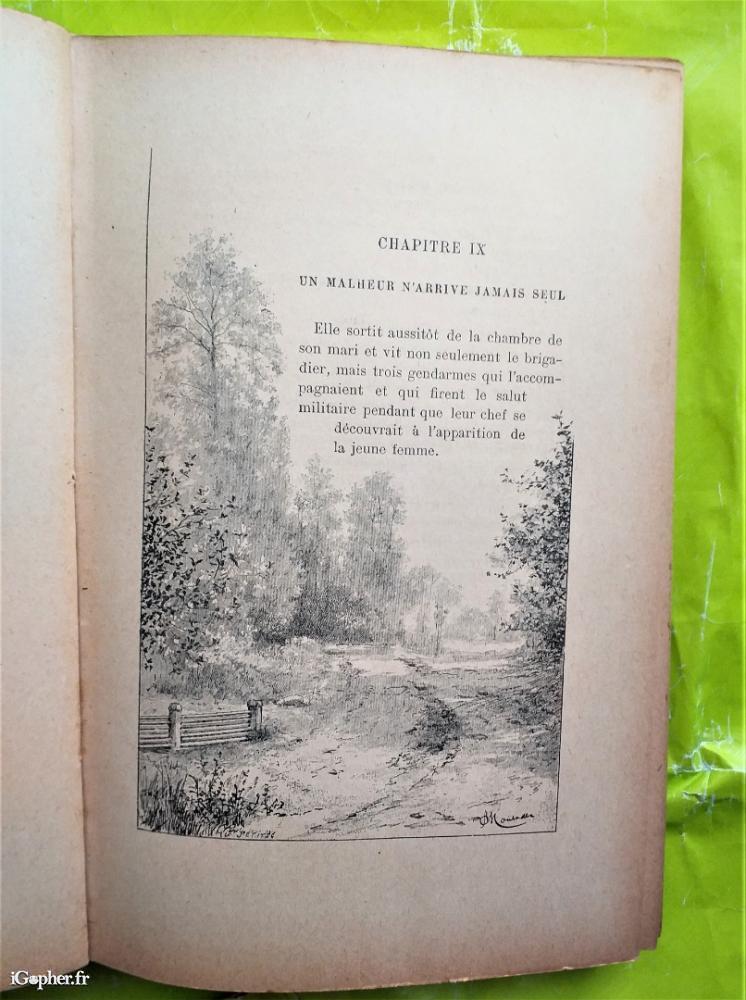 CHAPITRE IX
UN MALHEUR N'ARRIVE JAMAIS SEUL
Elle sortit aussitôt de la chambre de
son mari et vit non seulement le briga-
dier, mais trois gendarmes qui l'accom-
pagnaient et qui firent le salut
militaire pendant que leur chef se
découvrait à l'apparition de
la jeune femme.
iGopher.fr